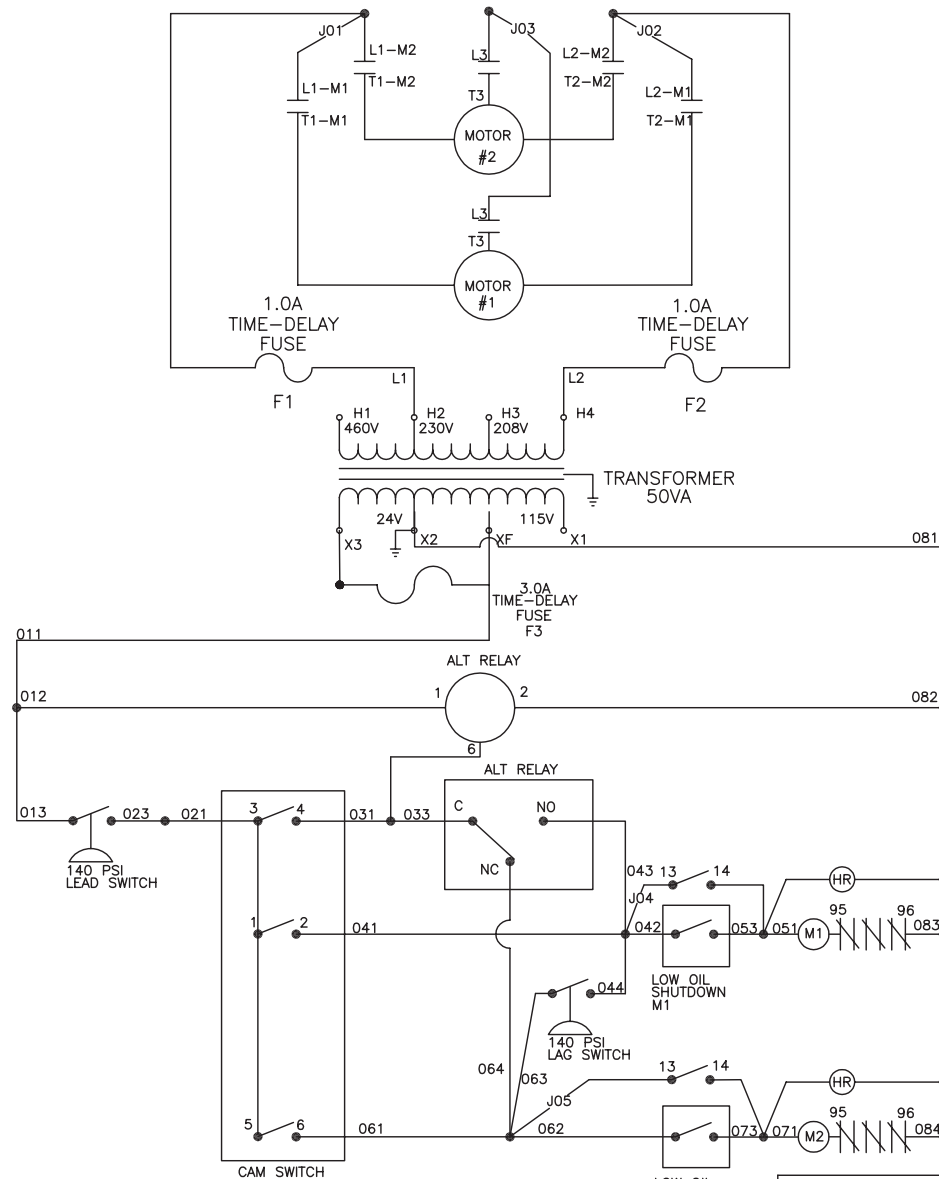 J01
J03
J02
L1-M2
L3
L2-M2
T1-M2
T3
T2-M2
L1-M1
L2-M1
T1-M1
T2-M1
MOTOR
#2
L3
T3
MOTOR
#1
1.0A
TIME-DELAY
FUSE
F1
1.0A
TIME-DELAY
FUSE
F2
L1
L2
H1
H2
H3
H4
460V
230V
208V
TRANSFORMER
50VA
24V
115V
X3
X2
XF
X1
081
3.0A
TIME-DELAY
FUSE
F3
011
ALT RELAY
012
1
2
082
6
ALT RELAY
013
023
021
3
4
031
033
C
NO
NC
140 PSI
LEAD SWITCH
043
13
14
J04
HR
1
2
041
042
053
051
M1
95
96
083
LOW OIL
SHUTDOWN
M1
044
140 PSI
LAG SWITCH
064
063
J05
13
14
HR
5
6
061
062
073
071
M2
95
96
084
CAM SWITCH
LOW OIL